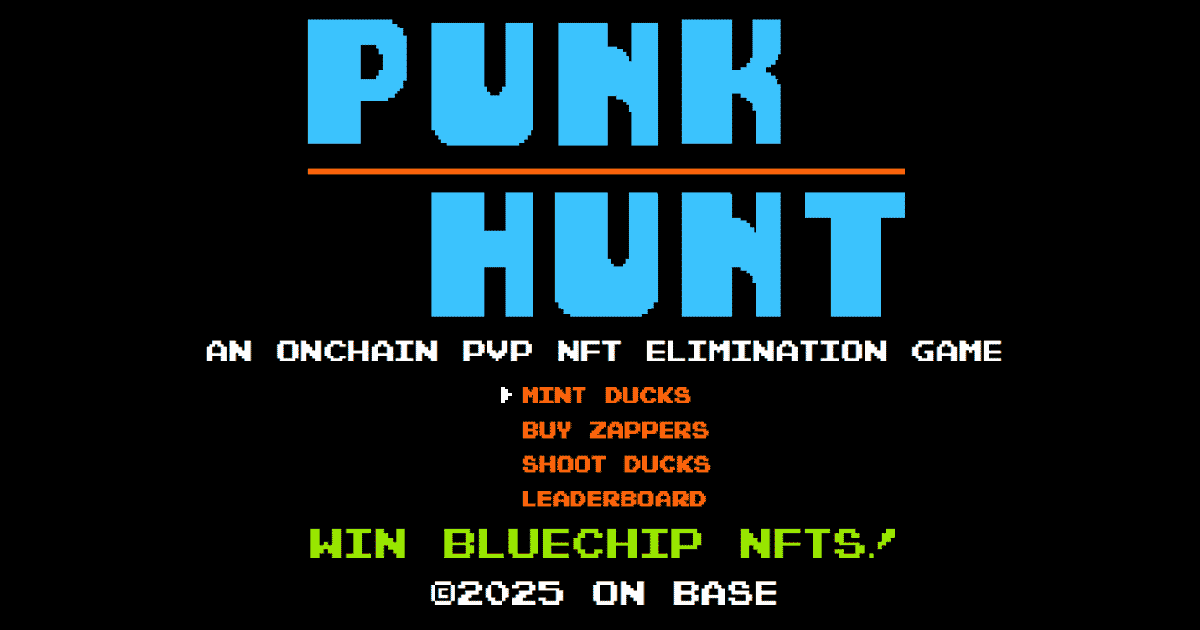 PUNK
HUNT
AN ONCHAIN PVP NFT ELIMINATION GAME
MINT DUCKS
BUY ZAPPERS
SHOOT DUCKS
LEADERBOARD
WIN BLUECHIP NFTS!
©2025 ON BASE